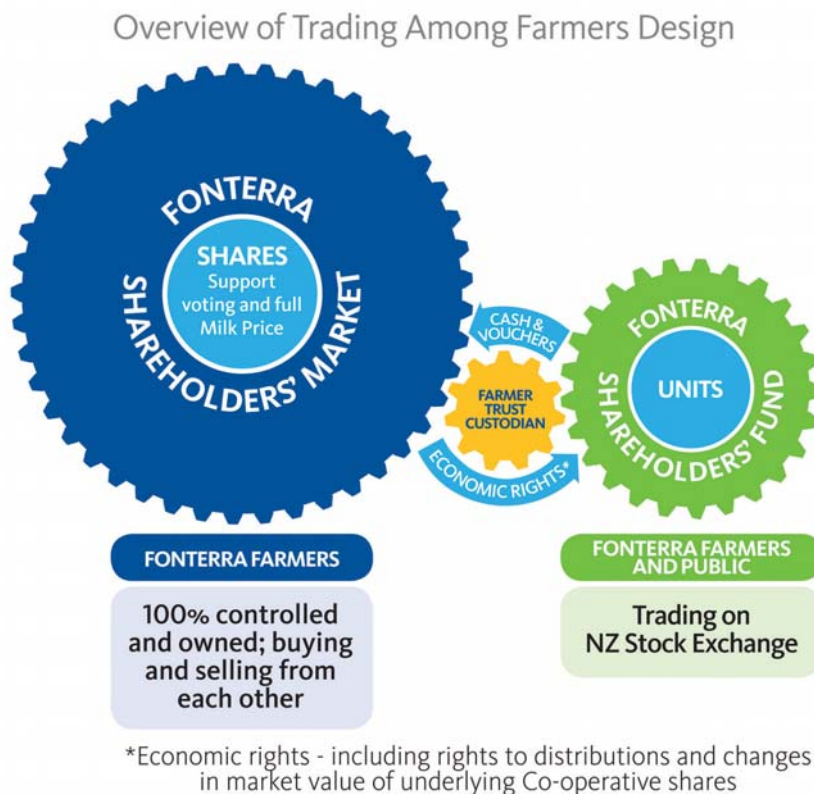 Overview of Trading Among Farmers Design
FONTERRA
SHAREHOLDERS' MARKET
SHARES
Support
voting and full
Milk Price
CASH &
VOUCHERS
FARMER
TRUST
CUSTODIAN
ECONOMIC RIGHTS*
FONTERRA
SHAREHOLDERS' FUND
UNITS
FONTERRA FARMERS
100% controlled
and owned; buying
and selling from
each other
FONTERRA FARMERS
AND PUBLIC
Trading on
NZ Stock Exchange
*Economic rights - including rights to distributions and changes
in market value of underlying Co-operative shares